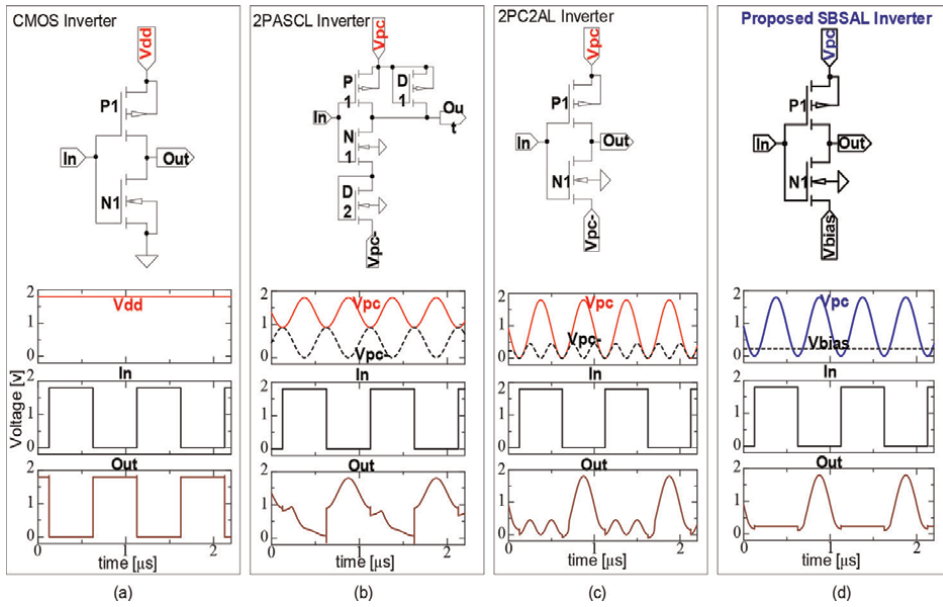 CMOS Inverter
Vdd
P1
In
Out
N1
2
Vdd
0
Voltage [v]
2
In
0
2
Out
0
0
1
2
time [µs]
(a)
2PASCL Inverter
Vpc
P
1
D
1
In
Ou
t
N
1
D
2
Vpc-
2
1
0
Vpc
Vpc-
2
1
0
In
2
1
0
Out
0
1
2
time [µs]
(b)
2PC2AL Inverter
Vpc
P1
In
Out
N1
Vpc-
2
1
0
Vpc
Vpc-
2
1
0
In
2
1
0
Out
0
1
2
time [µs]
(c)
Proposed SBSAL Inverter
Vpc
P1
In
Out
N1
Vbias
2
1
0
Vpc
Vbias
2
1
0
In
2
1
0
Out
0
1
2
time [µs]
(d)